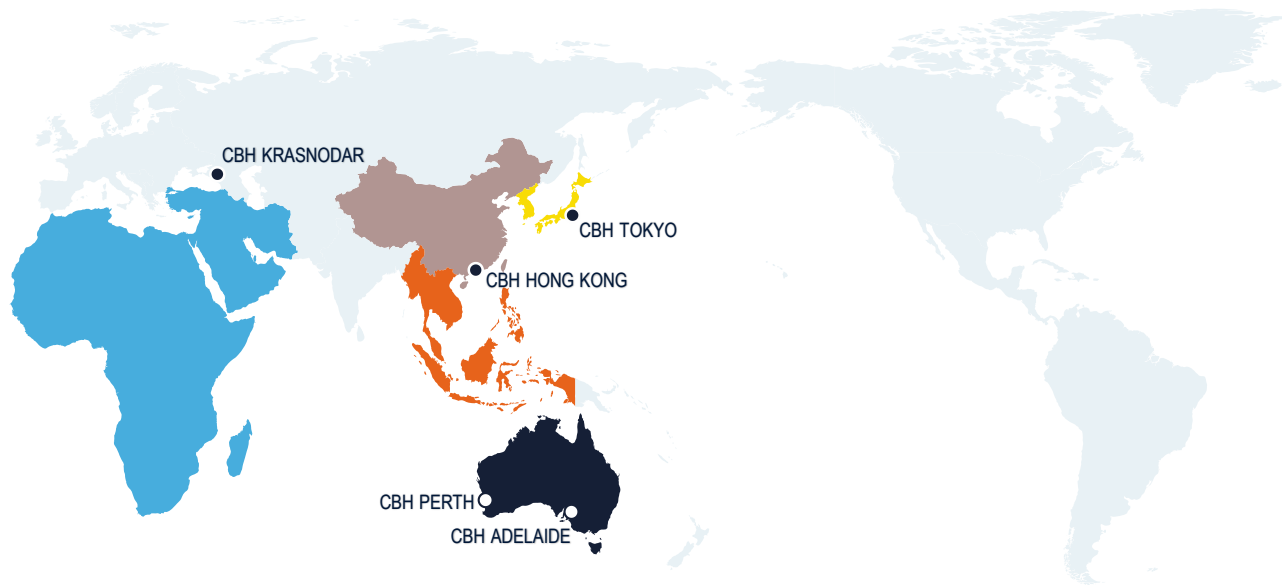 CBH KRASNODAR
CBH TOKYO
CBH HONG KONG
CBH PERTH
CBH ADELAIDE